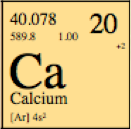 40.078 20
589.8 1.00 +2
Ca
Calcium
[Ar] 4s²